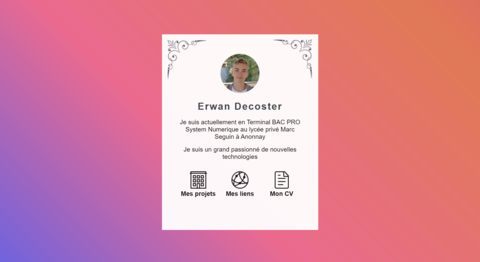 Erwan Decoster
Je suis actuellement en Terminal BAC PRO
System Numerique au lycée privé Marc
Seguin à Anonnay
Je suis un grand passionné de nouvelles
technologies
Mes projets Mes liens Mon CV